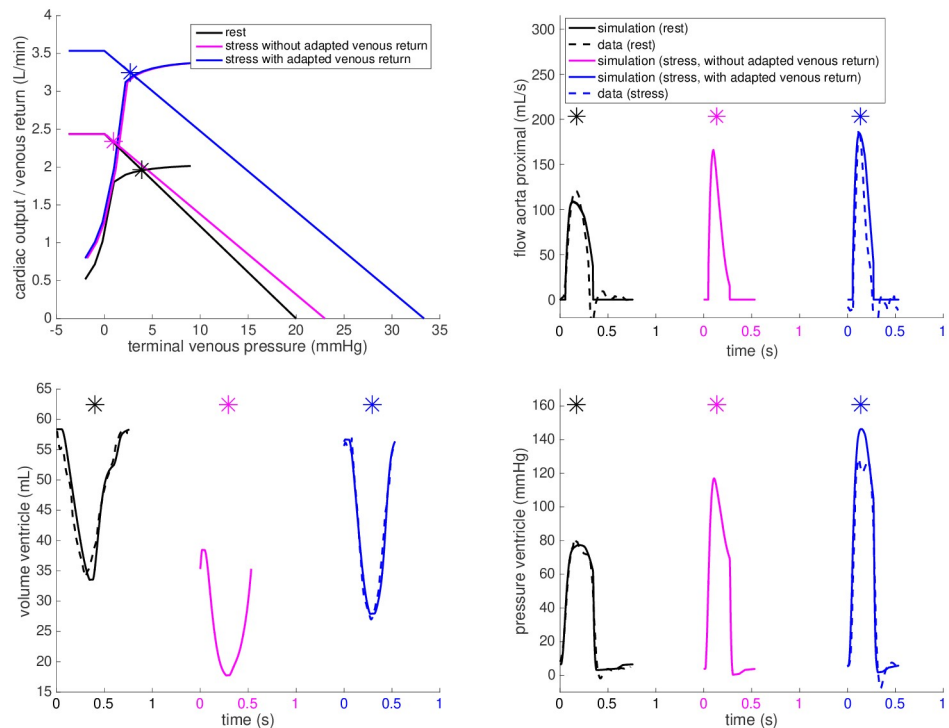 4
3.5
3
2.5
2
1.5
1
0.5
0
-5 0 5 10 15 20 25 30 35
cardiac output / venous return (L/min)
terminal venous pressure (mmHg)
rest
stress without adapted venous return
stress with adapted venous return
300
250
200
150
100
50
0
0 0.5 1 0 0.5 1 0 0.5 1
flow aorta proximal (mL/s)
time (s)
simulation (rest)
data (rest)
simulation (stress, without adapted venous return)
simulation (stress, with adapted venous return)
data (stress)
65
60
55
50
45
40
35
30
25
20
15
0 0.5 1 0 0.5 1 0 0.5 1
volume ventricle (mL)
time (s)
160
140
120
100
80
60
40
20
0
0 0.5 1 0 0.5 1 0 0.5 1
pressure ventricle (mmHg)
time (s)